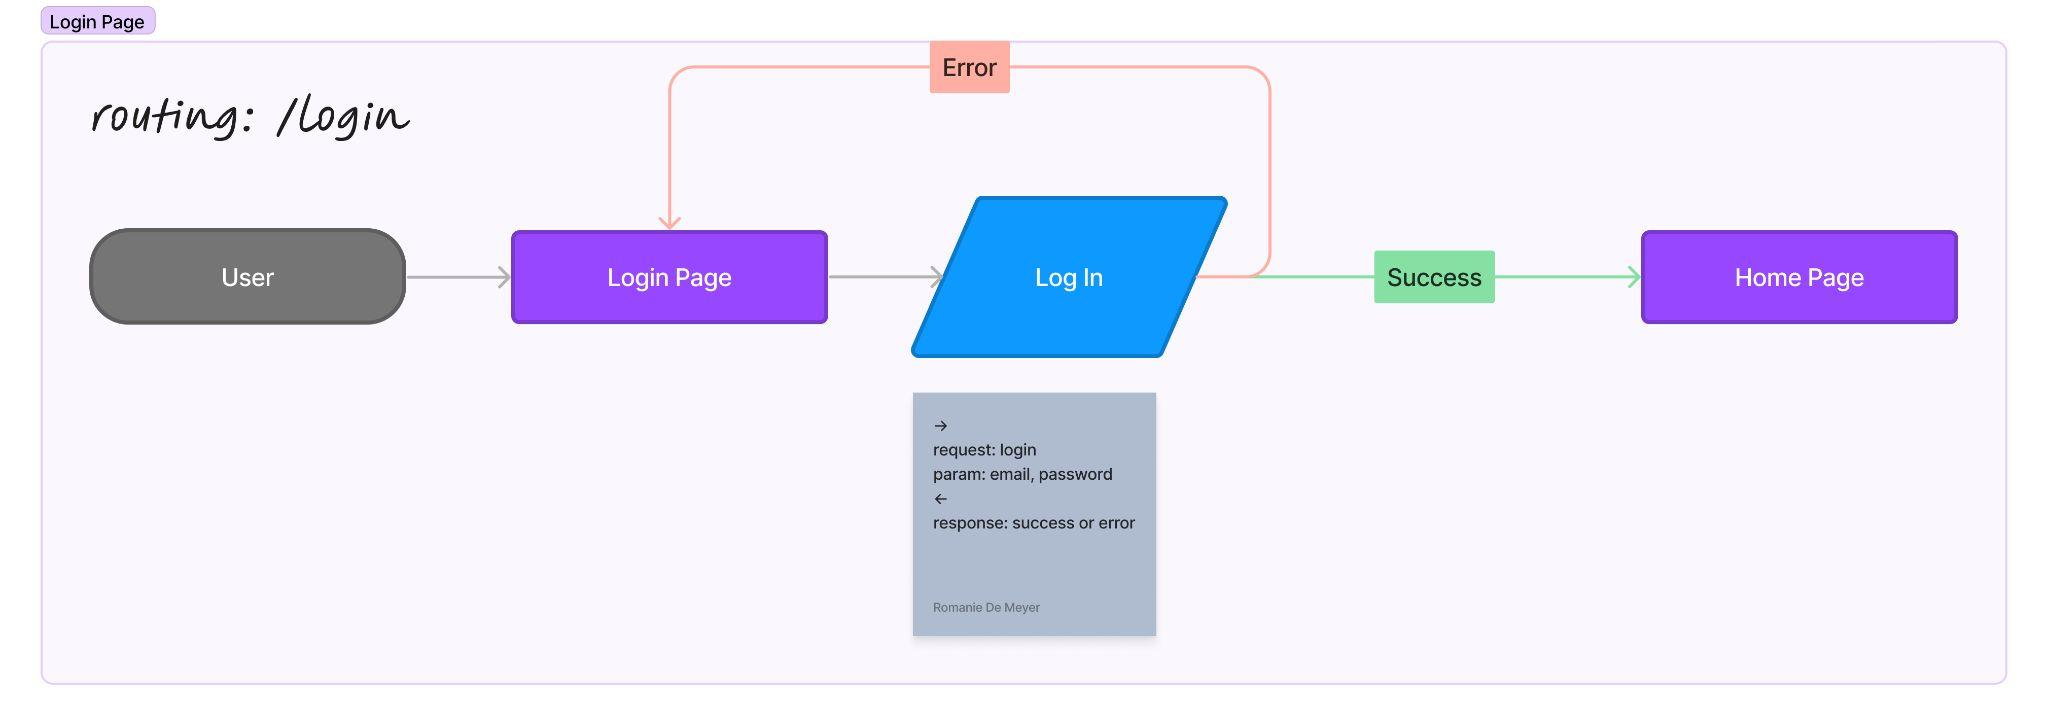 Login Page
Error
routing: /login
User
Login Page
Log In
Success
Home Page
→
request: login
param: email, password
←
response: success or error
Romanie De Meyer